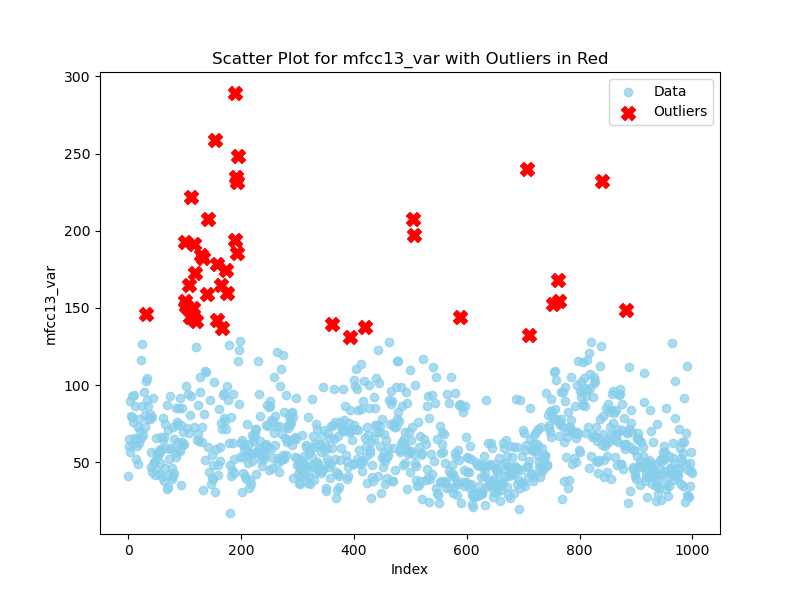 Scatter Plot for mfcc13_var with Outliers in Red
300
250
200
150
100
50
mfcc13_var
Data
Outliers
0
200
400
600
800
1000
Index